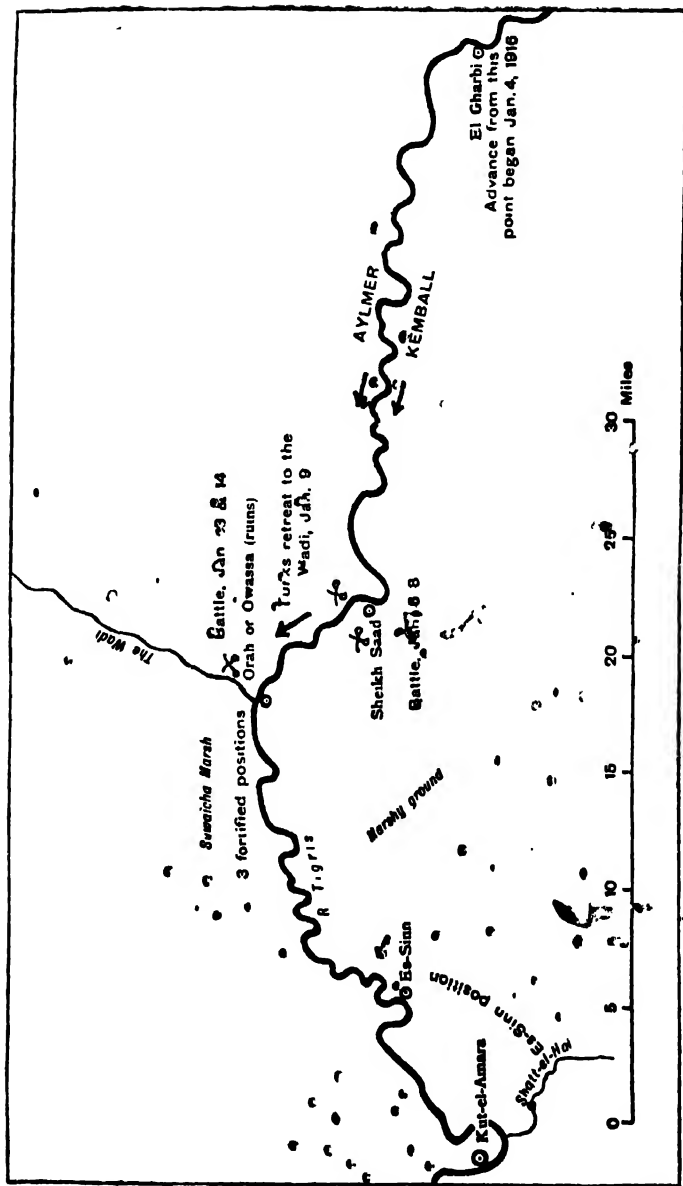 The Wadi
Battle, Jan & 14
Orah or Owassa (ruins)
Suwaicha Marsh
3 fortified positions
Turks retreat to the
Wadi, Jan. 9
R Tigris
AYLMER
KEMBALL
El Gharbi
Advance from this
point began Jan. 4, 1916
Sheikh Saad
Battle, Jan. 8
Es-Sinn
Marshy ground
Kut-el-Amara
Es-Sinn Position
Shatt-el-Hai
0 5 10 15 20 25 30
Miles